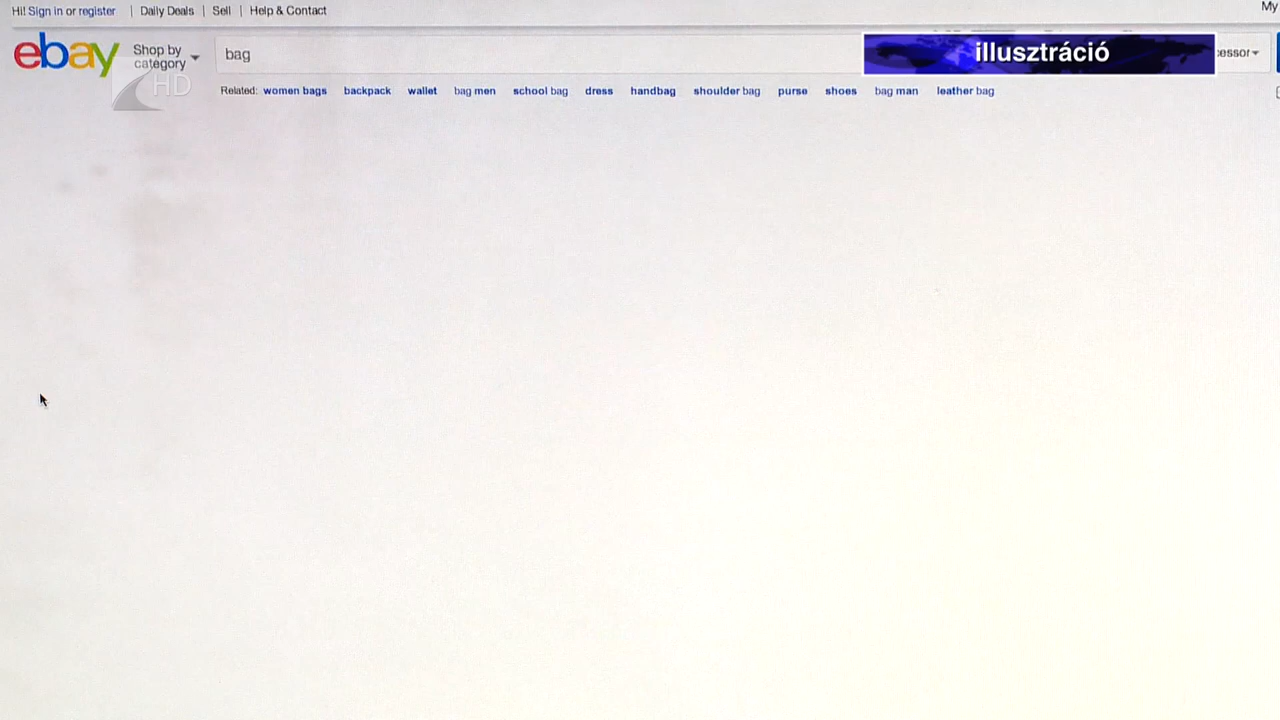 Hi! Sign in or register | Daily Deals | Sell | Help & Contact
My
ebay
Shop by category
bag
illusztráció
HD
Related: women bags backpack wallet bag men school bag dress handbag shoulder bag purse shoes bag man leather bag